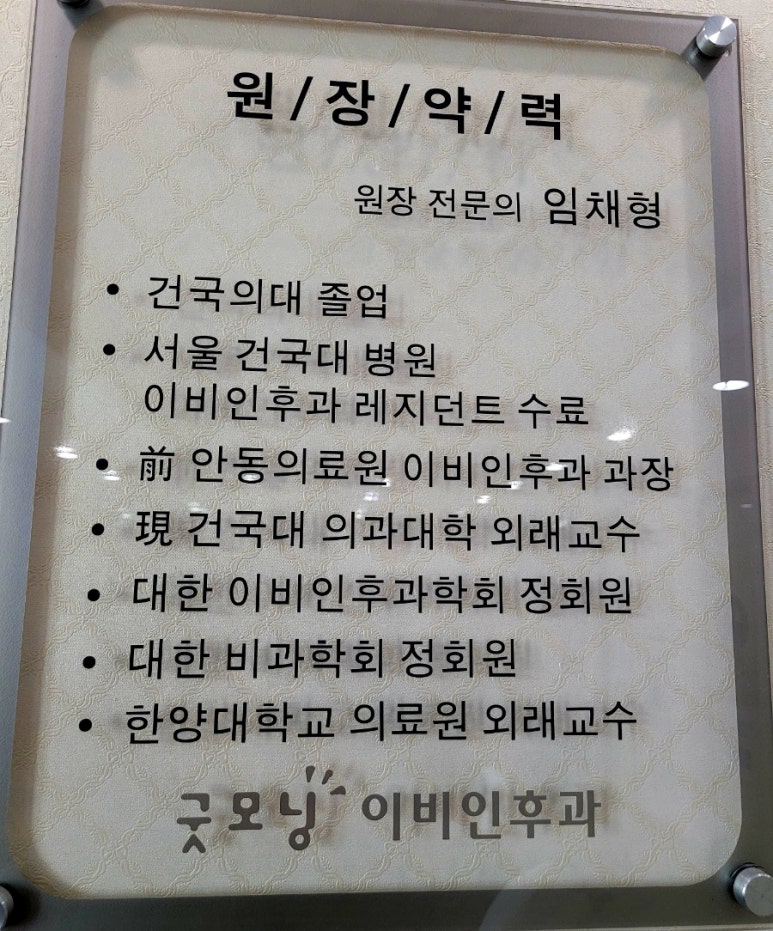 원/장/약/력
원장 전문의 임채형
• 건국의대 졸업
• 서울 건국대 병원
이비인후과 레지던트 수료
• 前 안동의료원 이비인후과 과장
• 現 건국대 의과대학 외래교수
• 대한 이비인후과학회 정회원
• 대한 비과학회 정회원
• 한양대학교 의료원 외래교수
굿모닝 이비인후과